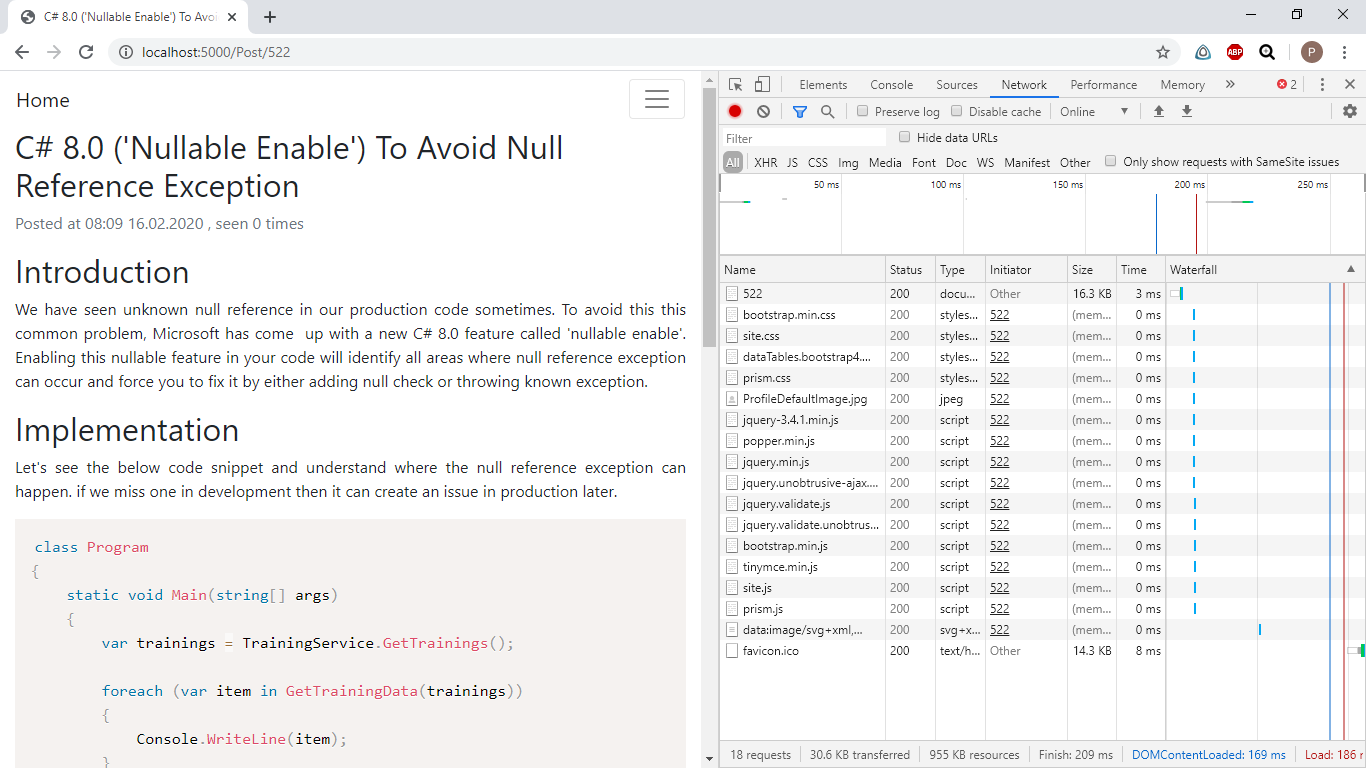 C# 8.0 ('Nullable Enable') To Avoi
localhost:5000/Post/522
ABP
P
Home
C# 8.0 ('Nullable Enable') To Avoid Null
Reference Exception
Posted at 08:09 16.02.2020 , seen 0 times
Introduction
We have seen unknown null reference in our production code sometimes. To avoid this this
common problem, Microsoft has come  up with a new C# 8.0 feature called 'nullable enable'.
Enabling this nullable feature in your code will identify all areas where null reference exception
can occur and force you to fix it by either adding null check or throwing known exception.
Implementation
Let's see the below code snippet and understand where the null reference exception can
happen. if we miss one in development then it can create an issue in production later.
class Program
{
static void Main(string[] args)
{
var trainings = TrainingService.GetTrainings();
foreach (var item in GetTrainingData(trainings))
{
Console.WriteLine(item);
}
Elements Console Sources Network Performance Memory » 2
Preserve log Disable cache Online
Filter Hide data URLs
All XHR JS CSS Img Media Font Doc WS Manifest Other Only show requests with SameSite issues
50 ms 100 ms 150 ms 200 ms 250 ms
Name Status Type Initiator Size Time Waterfall
522 200 docu... Other 16.3 KB 3 ms
bootstrap.min.css 200 styles... 522 (mem... 0 ms
site.css 200 styles... 522 (mem... 0 ms
dataTables.bootstrap4.... 200 styles... 522 (mem... 0 ms
prism.css 200 styles... 522 (mem... 0 ms
ProfileDefaultImage.jpg 200 jpeg 522 (mem... 0 ms
jquery-3.4.1.min.js 200 script 522 (mem... 0 ms
popper.min.js 200 script 522 (mem... 0 ms
jquery.min.js 200 script 522 (mem... 0 ms
jquery.unobtrusive-ajax.... 200 script 522 (mem... 0 ms
jquery.validate.js 200 script 522 (mem... 0 ms
jquery.validate.unobtrus... 200 script 522 (mem... 0 ms
bootstrap.min.js 200 script 522 (mem... 0 ms
tinymce.min.js 200 script 522 (mem... 0 ms
site.js 200 script 522 (mem... 0 ms
prism.js 200 script 522 (mem... 0 ms
data:image/svg+xml,... 200 svg+x... 522 (mem... 0 ms
favicon.ico 200 text/h... Other 14.3 KB 8 ms
18 requests 30.6 KB transferred 955 KB resources Finish: 209 ms DOMContentLoaded: 169 ms Load: 186 r